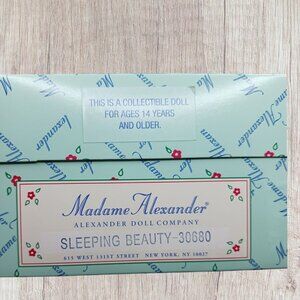 THIS IS A COLLECTIBLE DOLL
FOR AGES 14 YEARS
AND OLDER.
Madame Alexander®
ALEXANDER DOLL COMPANY
SLEEPING BEAUTY-30680
615 WEST 131ST STREET NEW YORK, NY 10027